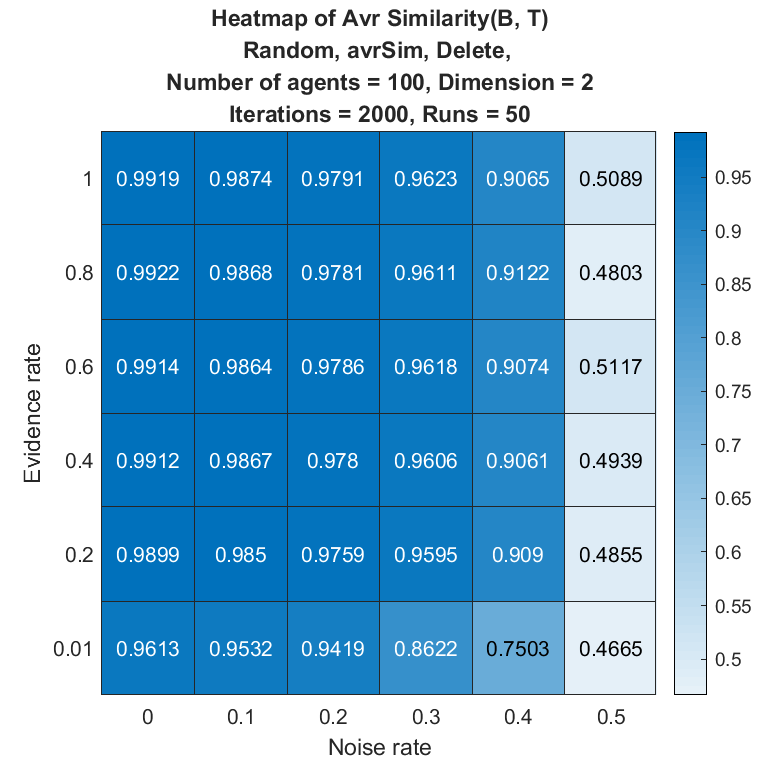 Heatmap of Avr Similarity(B, T)
Random, avrSim, Delete,
Number of agents = 100, Dimension = 2
Iterations = 2000, Runs = 50
1 0.9919 0.9874 0.9791 0.9623 0.9065 0.5089
0.8 0.9922 0.9868 0.9781 0.9611 0.9122 0.4803
0.6 0.9914 0.9864 0.9786 0.9618 0.9074 0.5117
0.4 0.9912 0.9867 0.978 0.9606 0.9061 0.4939
0.2 0.9899 0.985 0.9759 0.9595 0.909 0.4855
0.01 0.9613 0.9532 0.9419 0.8622 0.7503 0.4665
0 0.1 0.2 0.3 0.4 0.5
Noise rate
Evidence rate
0.95
0.9
0.85
0.8
0.75
0.7
0.65
0.6
0.55
0.5